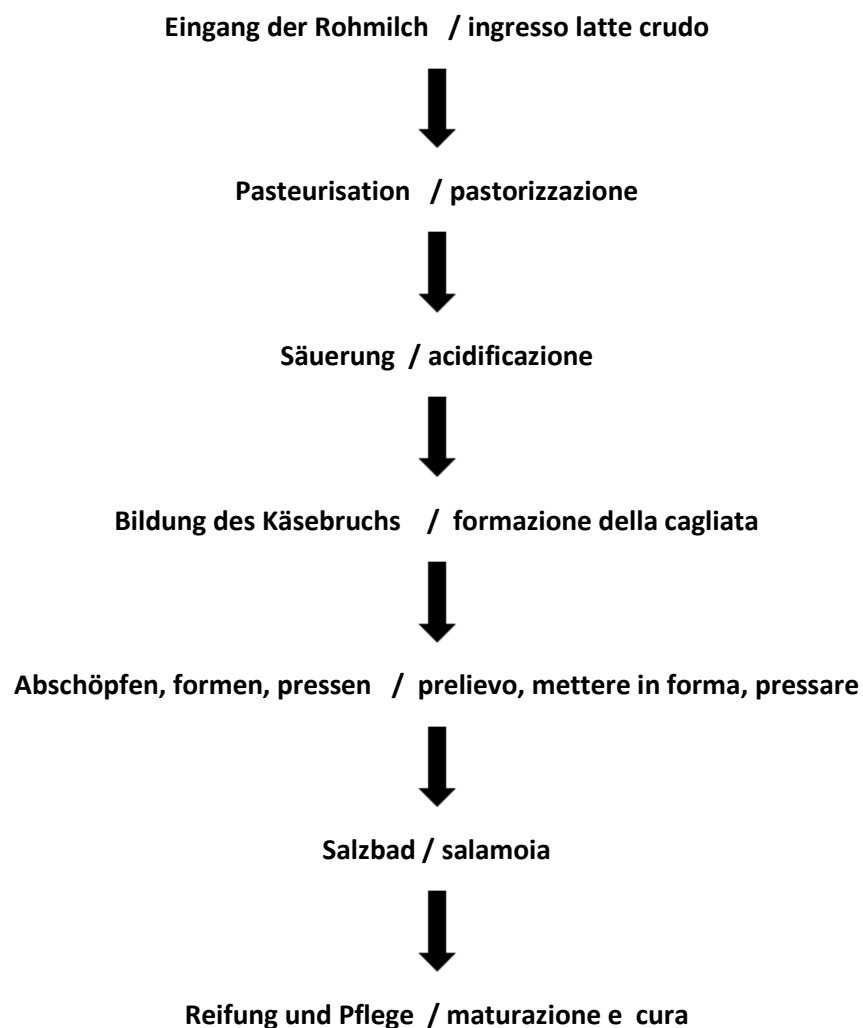 Eingang der Rohmilch / ingresso latte crudo
Pasteurisation / pastorizzazione
Säuerung / acidificazione
Bildung des Käsebruchs / formazione della cagliata
Abschöpfen, formen, pressen / prelievo, mettere in forma, pressare
Salzbad / salamoia
Reifung und Pflege / maturazione e cura